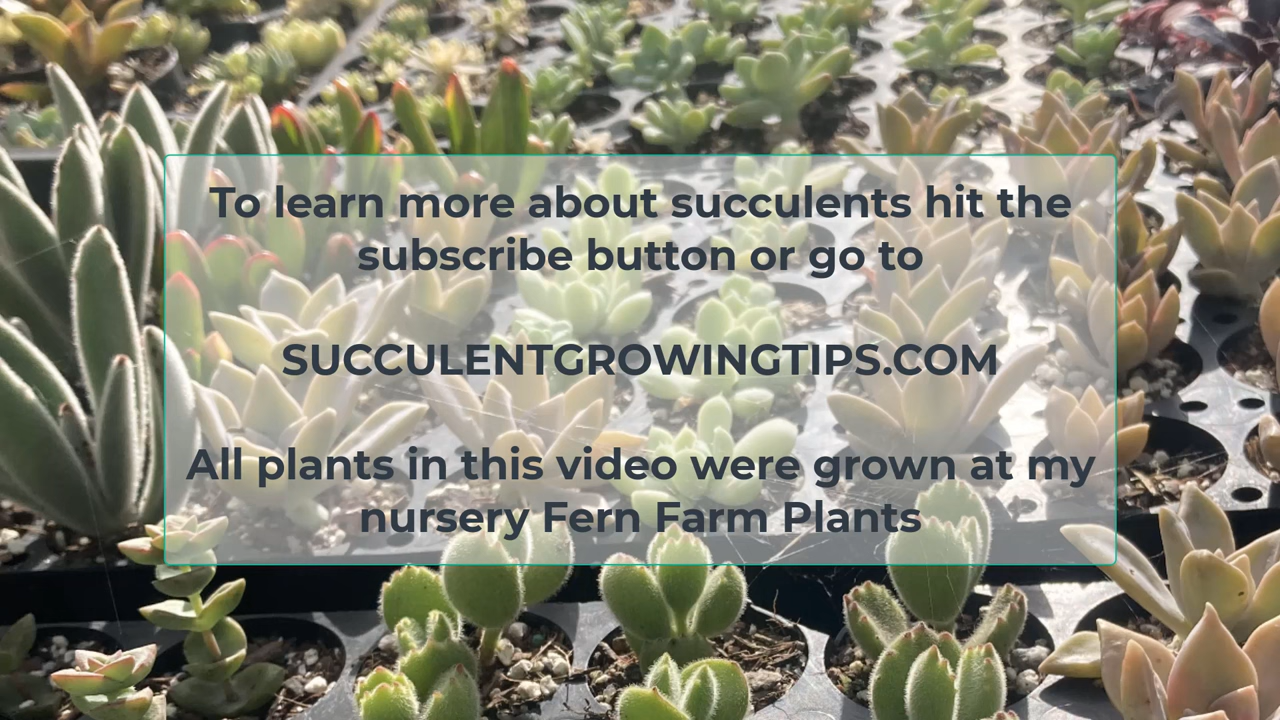 To learn more about succulents hit the
subscribe button or go to
SUCCULENTGROWINGTIPS.COM
All plants in this video were grown at my
nursery Fern Farm Plants